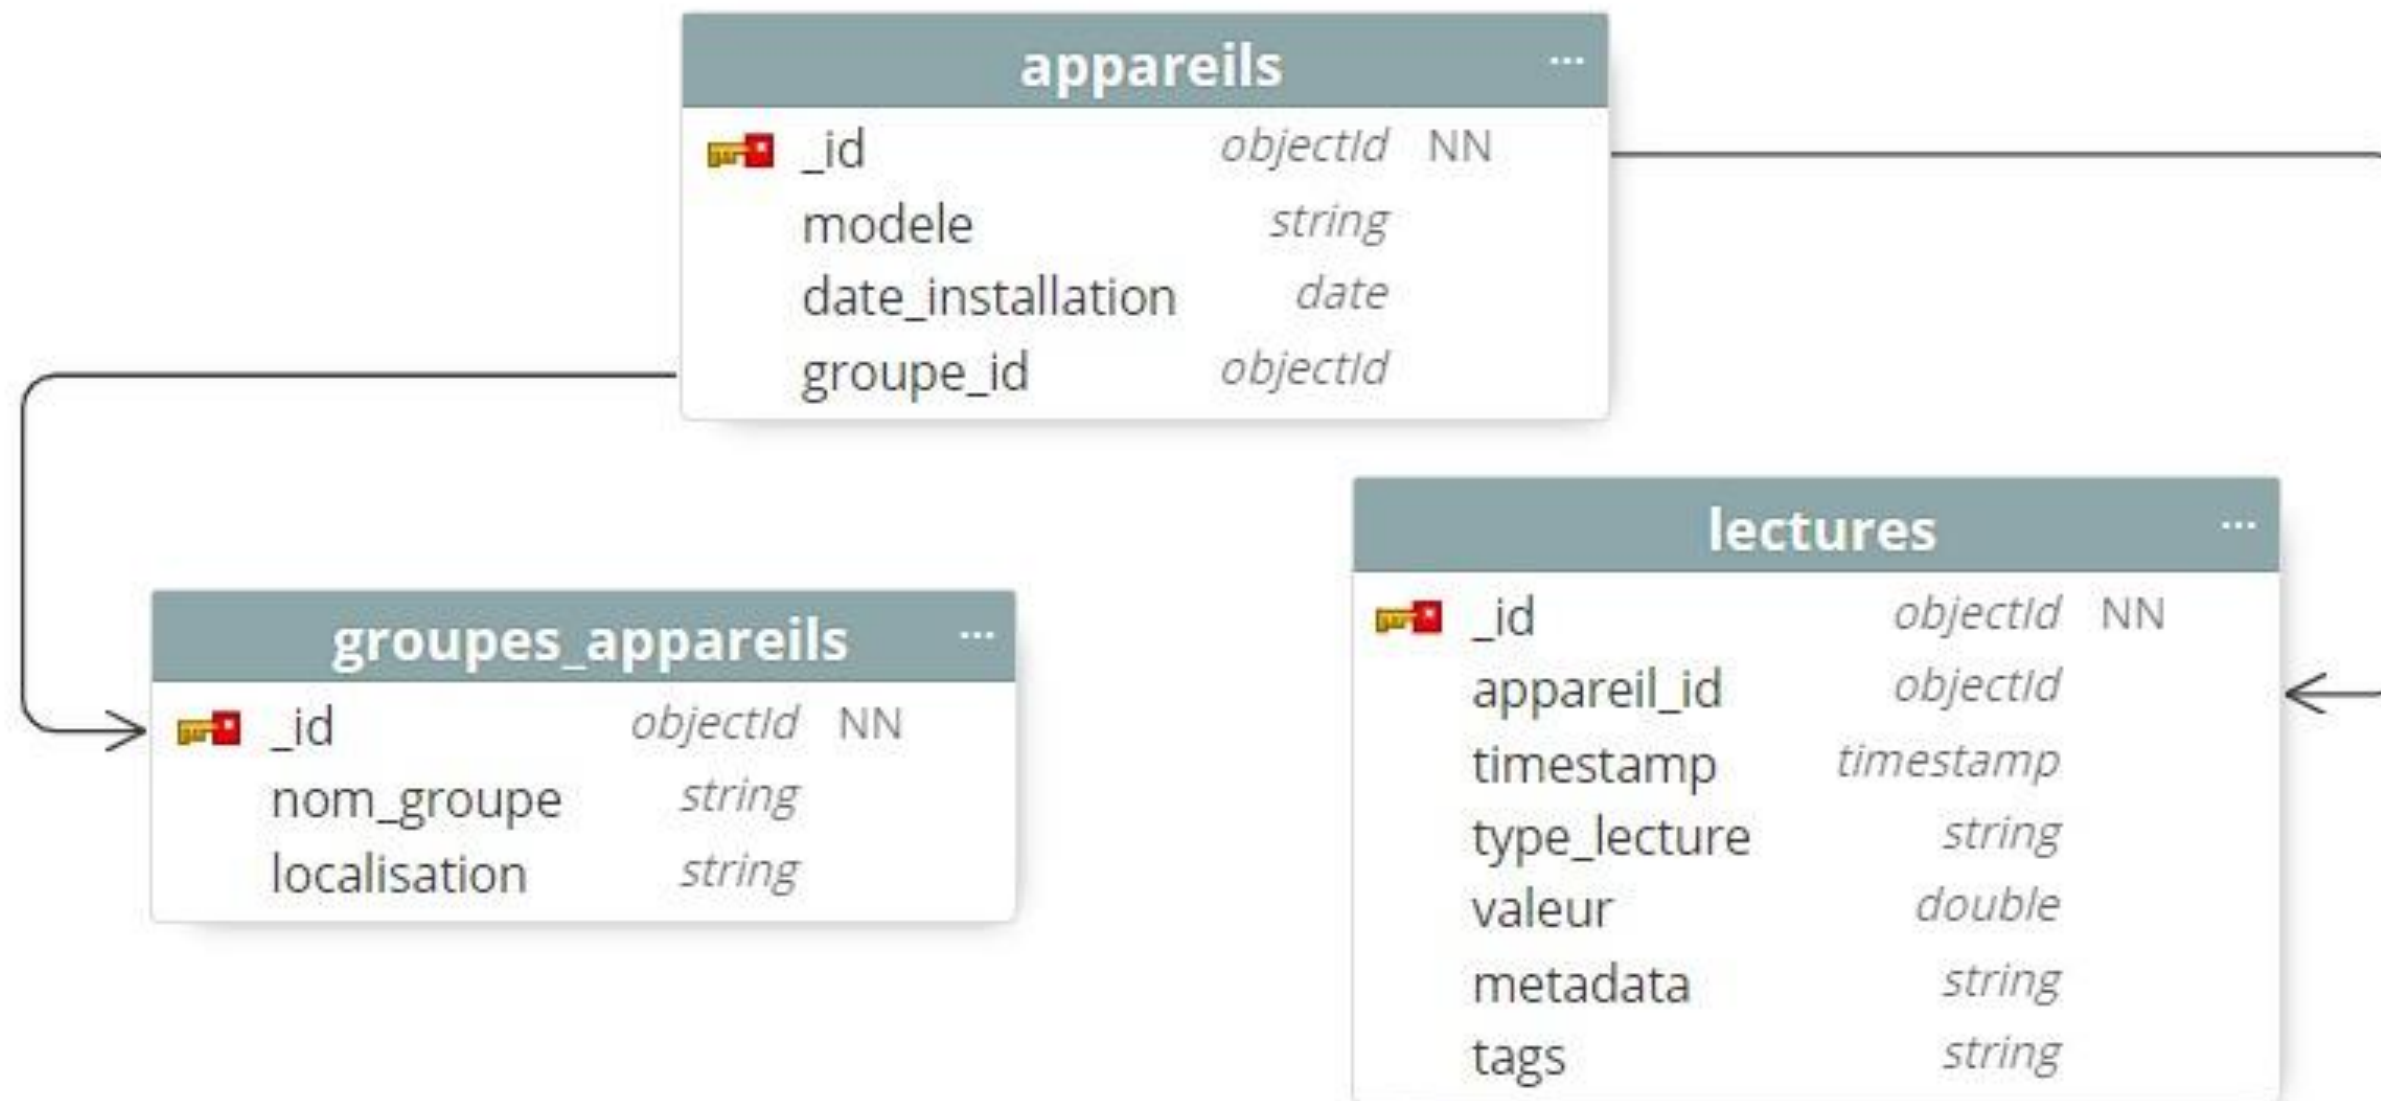 appareils ...
_id objectId NN
modele string
date_installation date
groupe_id objectId
groupes_appareils ...
_id objectId NN
nom_groupe string
localisation string
lectures ...
_id objectId NN
appareil_id objectId
timestamp timestamp
type_lecture string
valeur double
metadata string
tags string